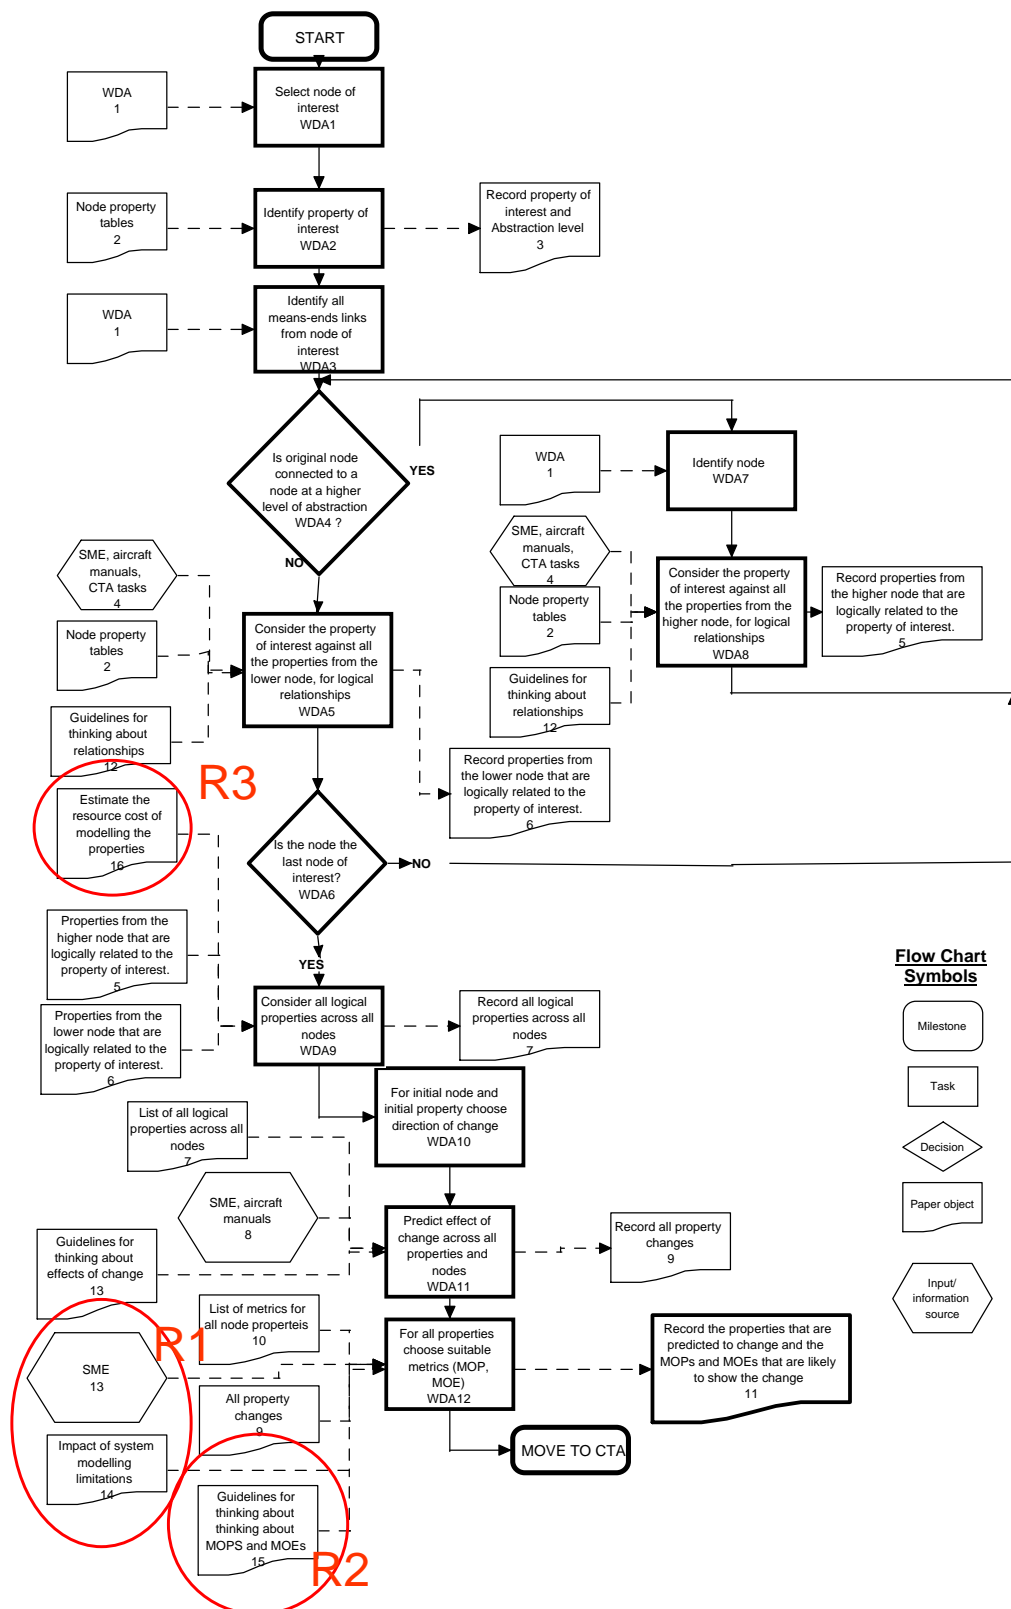 START
WDA
1
Select node of
interest
WDA1
Node property
tables
2
Identify property of
interest
WDA2
Record property of
interest and
Abstraction level
3
WDA
1
Identify all
means-ends links
from node of
interest
WDA3
Is original node
connected to a
node at a higher
level of abstraction
WDA4 ?
YES
NO
WDA
1
Identify node
WDA7
SME, aircraft
manuals,
CTA tasks
4
Node property
tables
2
Guidelines for
thinking about
relationships
12
Consider the property
of interest against all
the properties from the
higher node, for logical
relationships
WDA8
Record properties from
the higher node that are
logically related to the
property of interest.
5
SME, aircraft
manuals,
CTA tasks
4
Node property
tables
2
Guidelines for
thinking about
relationships
12
Consider the property
of interest against all
the properties from the
lower node, for logical
relationships
WDA5
Record properties from
the lower node that are
logically related to the
property of interest.
6
R3
Estimate the
resource cost of
modelling the
properties
16
Is the node the
last node of
interest?
WDA6
NO
YES
Properties from the
higher node that are
logically related to the
property of interest.
5
Properties from the
lower node that are
logically related to the
property of interest.
6
Consider all logical
properties across all
nodes
WDA9
Record all logical
properties across all
nodes
7
For initial node and
initial property choose
direction of change
WDA10
List of all logical
properties across all
nodes
7
SME, aircraft
manuals
8
Guidelines for
thinking about
effects of change
13
Predict effect of
change across all
properties and
nodes
WDA11
Record all property
changes
9
List of metrics for
all node properteis
10
R1
SME
13
All property
changes
9
Impact of system
modelling
limitations
14
Guidelines for
thinking about
thinking about
MOPS and MOEs
15
R2
For all properties
choose suitable
metrics (MOP,
MOE)
WDA12
Record the properties that are
predicted to change and the
MOPs and MOEs that are likely
to show the change
11
MOVE TO CTA
Flow Chart
Symbols
Milestone
Task
Decision
Paper object
Input/
information
source